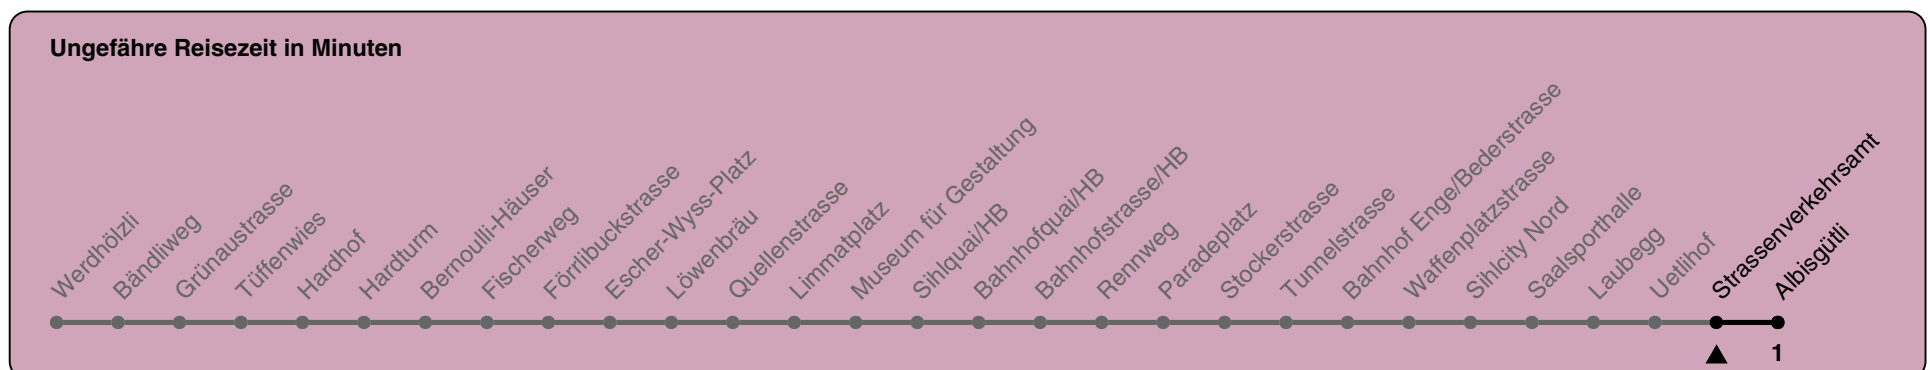 Ungefähre Reisezeit in Minuten
Werdhölzli
Bändliweg
Grünaustrasse
Tüffenwies
Hardhof
Hardturm
Bernoulli-Häuser
Fischerweg
Förrlibuckstrasse
Escher-Wyss-Platz
Löwenbräu
Quellenstrasse
Limmatplatz
Museum für Gestaltung
Sihlquai/HB
Bahnhofquai/HB
Bahnhofstrasse/HB
Rennweg
Paradeplatz
Stockerstrasse
Tunnelstrasse
Bahnhof Enge/Bederstrasse
Waffenplatzstrasse
Sihlcity Nord
Saalsporthalle
Laubegg
Uetlihof
Strassenverkehrsamt
Albisgütli
1